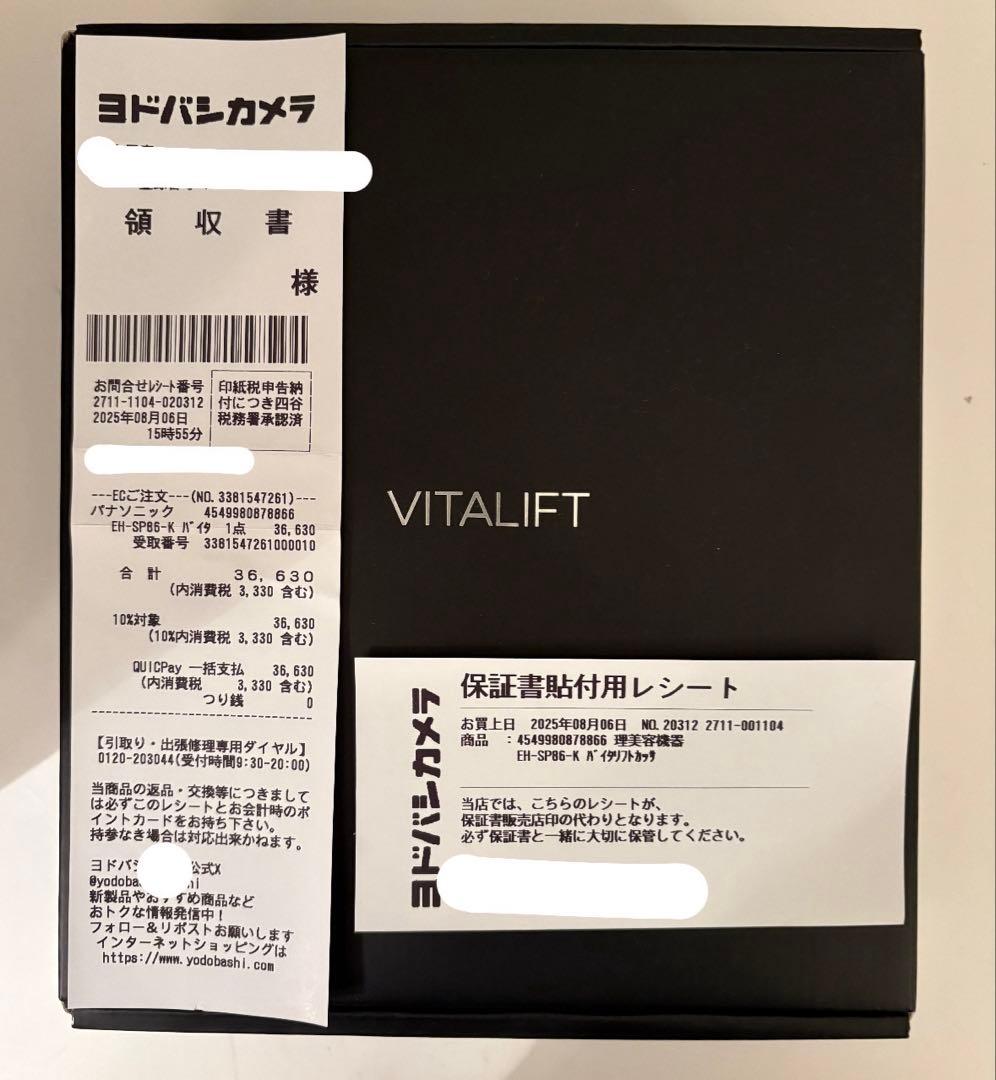 ヨドバシカメラ
領 収 書
様
お問合せﾚｼｰﾄ番号
2711-1104-020312
2025年08月06日
15時55分
印紙税申告納
付につき四谷
税務署承認済
---ECご注文---(NO.3381547261)---
パナソニック 4549980878866
EH-SP86-K ﾊﾞｲﾀ 1点 36,630
受取番号 3381547261000010
合 計 36,630
(内消費税 3,330 含む)
10%対象 36,630
(10%内消費税 3,330 含む)
QUICPay 一括支払 36,630
(内消費税 3,330 含む)
つり銭 0
【引取り・出張修理専用ダイヤル】
0120-203044(受付時間9:30-20:00)
当商品の返品・交換等につきまして
は必ずこのレシートとお会計時のポ
イントカードをお持ち下さい。
持参なき場合は対応出来かねます。
ヨドバシ 公式X
@yodoba hi
新製品やおすすめ商品など
おトクな情報発信中！
フォロー＆リポストお願いします
インターネットショッピングは
https://www.yodobashi.com
VITALIFT
ヨドバシカメラ
保証書貼付用レシート
お買上日 2025年08月06日 NO.20312 2711-001104
商品 ：4549980878866 理美容機器
EH-SP86-K ﾊﾞｲﾀﾘﾌﾄｶｯｻ
当店では、こちらのレシートが、
保証書販売店印の代わりとなります。
必ず保証書と一緒に大切に保管してください。